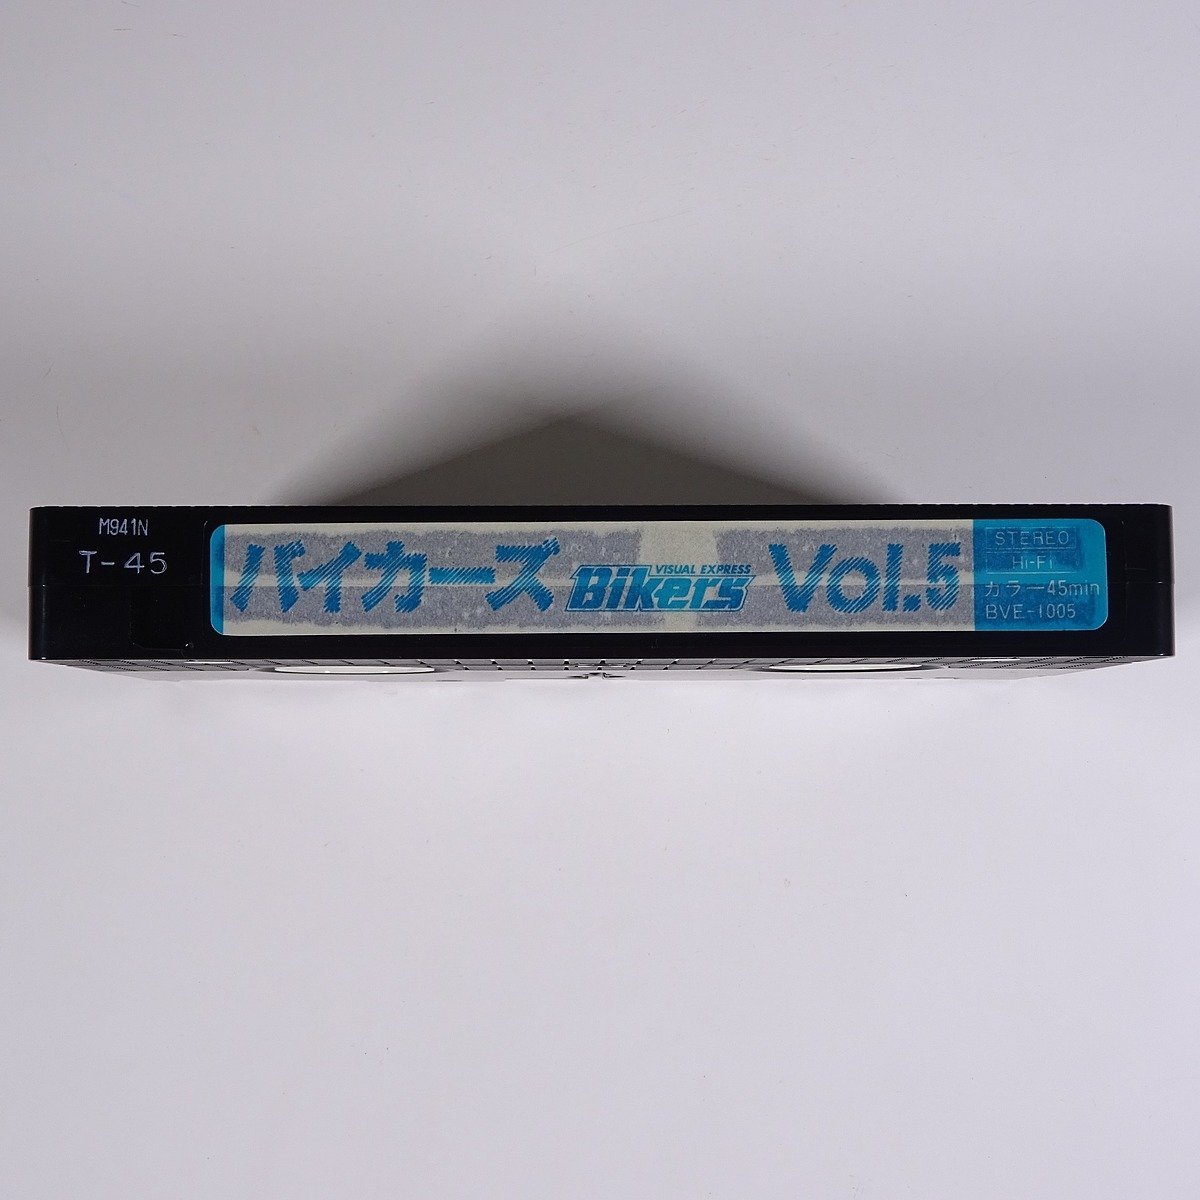 M941N
T-45
バイカーズ
VISUAL EXPRESS
Bikers
Vol.5
STEREO
Hi-Fi
カラー45min
BVE-1005